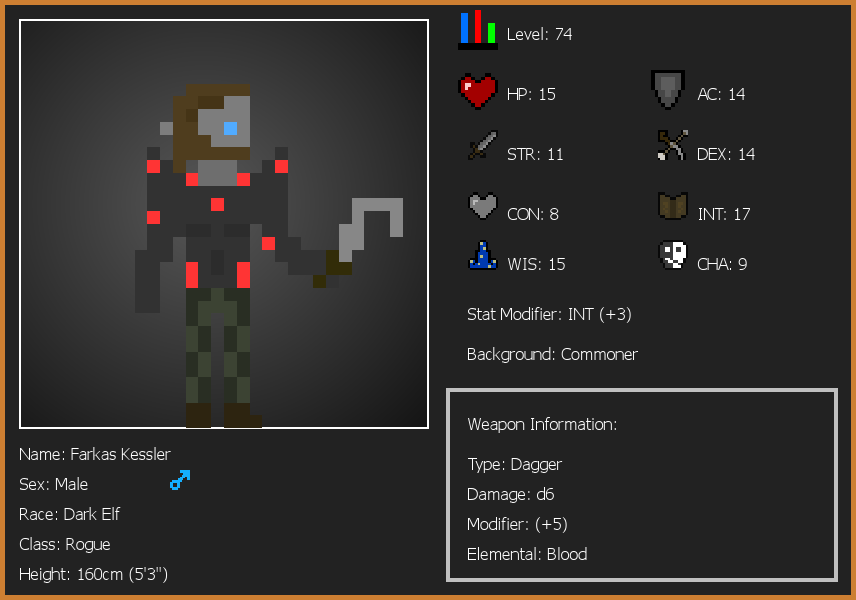 Level: 74
HP: 15
AC: 14
STR: 11
DEX: 14
CON: 8
INT: 17
WIS: 15
CHA: 9
Stat Modifier: INT (+3)
Background: Commoner
Weapon Information:
Type: Dagger
Damage: d6
Modifier: (+5)
Elemental: Blood
Name: Farkas Kessler
Sex: Male
Race: Dark Elf
Class: Rogue
Height: 160cm (5'3")